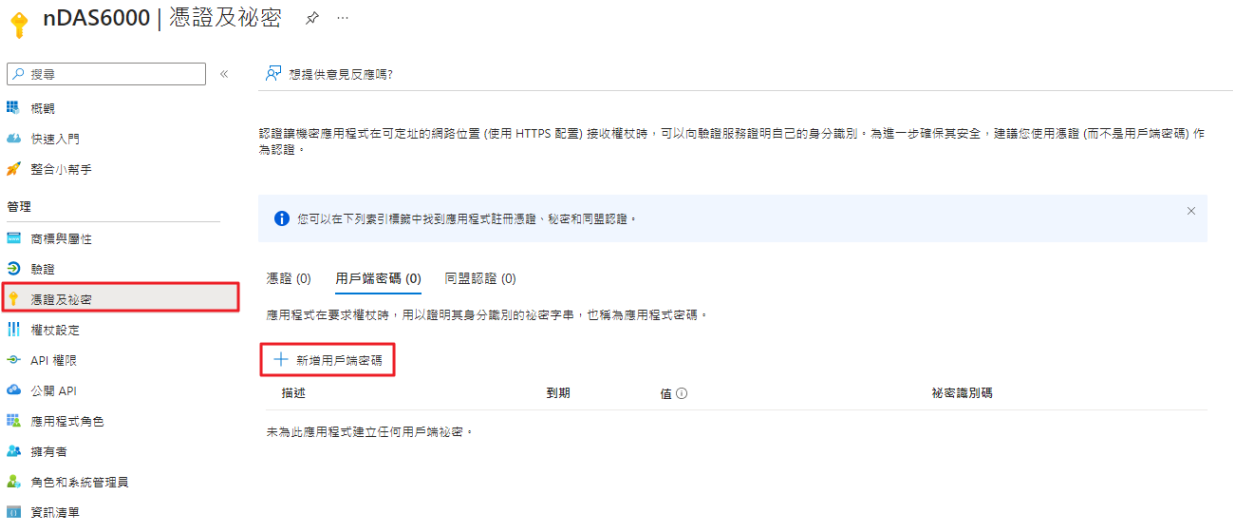 nDAS6000 | 憑證及祕密
搜尋
想提供意見反應嗎?
概觀
快速入門
整合小幫手
管理
商標與屬性
驗證
憑證及祕密
權杖設定
API 權限
公開 API
應用程式角色
擁有者
角色和系統管理員
資訊清單
認證讓機密應用程式在可定址的網路位置 (使用 HTTPS 配置) 接收權杖時,可以向驗證服務證明自己的身分識別。為進一步確保其安全,建議您使用憑證 (而不是用戶端密碼) 作
為認證。
您可以在下列索引標籤中找到應用程式註冊憑證、秘密和同盟認證。
憑證 (0) 用戶端密碼 (0) 同盟認證 (0)
應用程式在要求權杖時,用以證明其身分識別的祕密字串,也稱為應用程式密碼。
新增用戶端密碼
描述 到期 值 祕密識別碼
未為此應用程式建立任何用戶端祕密。